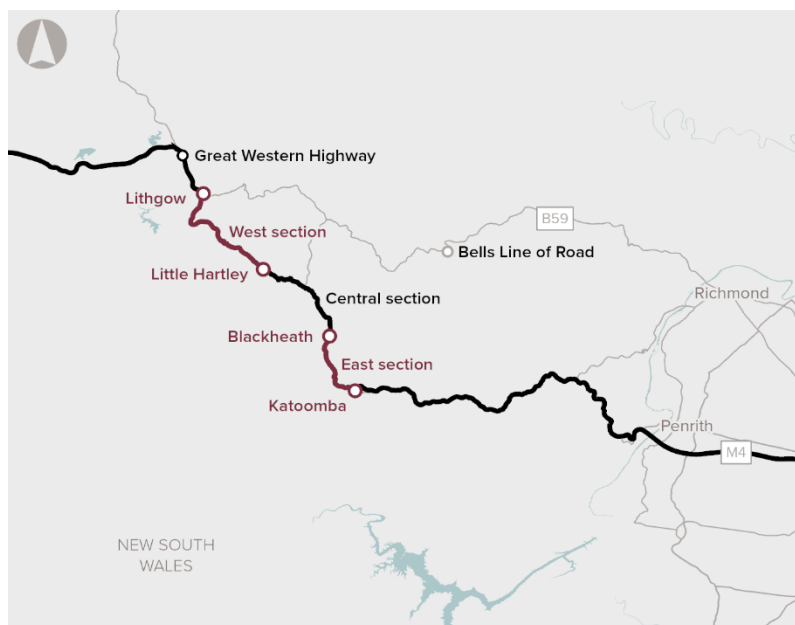 Great Western Highway
Lithgow
B59
West section
Bells Line of Road
Little Hartley
Richmond
Central section
Blackheath
East section
Katoomba
Penrith
M4
NEW SOUTH
WALES